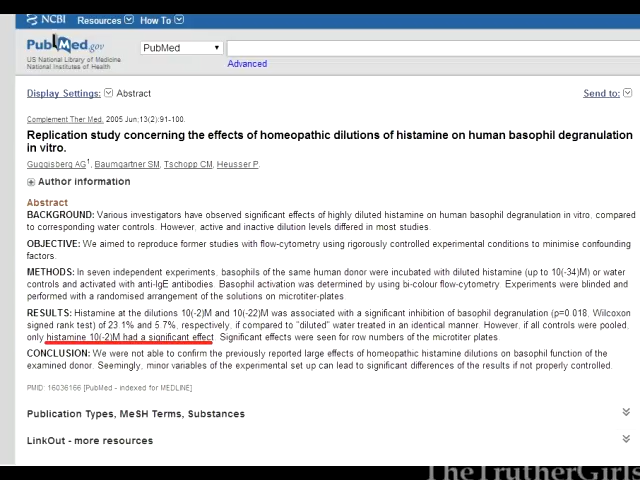 NCBI Resources How To
PubMed.gov
US National Library of Medicine
National Institutes of Health
PubMed
Advanced
Display Settings: Abstract
Send to:
Complement Ther Med. 2005 Jun;13(2):91-100.
Replication study concerning the effects of homeopathic dilutions of histamine on human basophil degranulation
in vitro.
Guggisberg AG1, Baumgartner SM, Tschopp CM, Heusser P.
Author information
Abstract
BACKGROUND: Various investigators have observed significant effects of highly diluted histamine on human basophil degranulation in vitro, compared
to corresponding water controls. However, active and inactive dilution levels differed in most studies.
OBJECTIVE: We aimed to reproduce former studies with flow-cytometry using rigorously controlled experimental conditions to minimise confounding
factors.
METHODS: In seven independent experiments, basophils of the same human donor were incubated with diluted histamine (up to 10(-34)M) or water
controls and activated with anti-IgE antibodies. Basophil activation was determined by using bi-colour flow-cytometry. Experiments were blinded and
performed with a randomised arrangement of the solutions on microtiter-plates
RESULTS: Histamine at the dilutions 10(-2)M and 10(-22)M was associated with a significant inhibition of basophil degranulation (p=0 018, Wilcoxon
signed rank test) of 23.1% and 5 7%, respectively, if compared to "diluted" water treated in an identical manner. However, if all controls were pooled,
only histamine 10(-2)M had a significant effect. Significant effects were seen for row numbers of the microtiter plates.
CONCLUSION: We were not able to confirm the previously reported large effects of homeopathic histamine dilutions on basophil function of the
examined donor. Seemingly, minor variables of the experimental set up can lead to significant differences of the results if not properly controlled.
PMID: 16036166 [PubMed - indexed for MEDLINE]
Publication Types, MeSH Terms, Substances
LinkOut - more resources
TheTrutherGirls